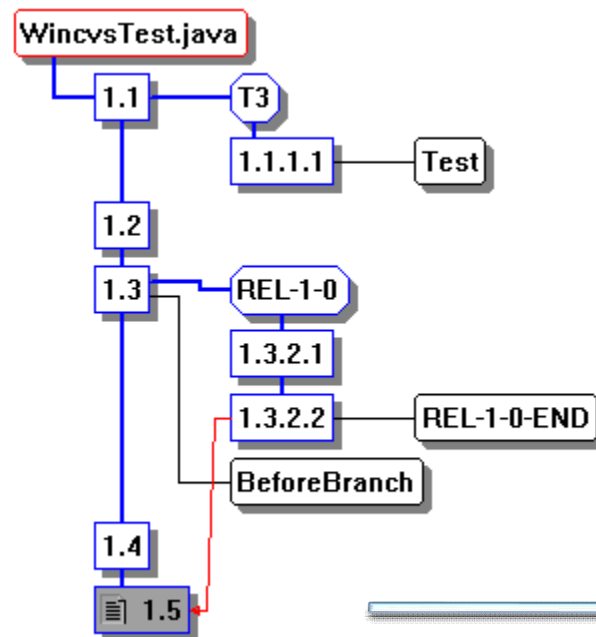 WincvsTest.java
1.1 T3
1.1.1.1 Test
1.2
1.3 REL-1-0
1.3.2.1
1.3.2.2 REL-1-0-END
BeforeBranch
1.4
1.5